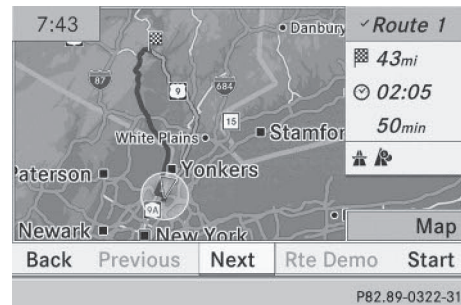 7:43
Danbury
Route 1
43mi
02:05
50min
87
9
684
15
White Plains
Stamfor
Paterson
Yonkers
9A
Newark
New York
Map
Back Previous Next Rte Demo Start
P82.89-0322-31